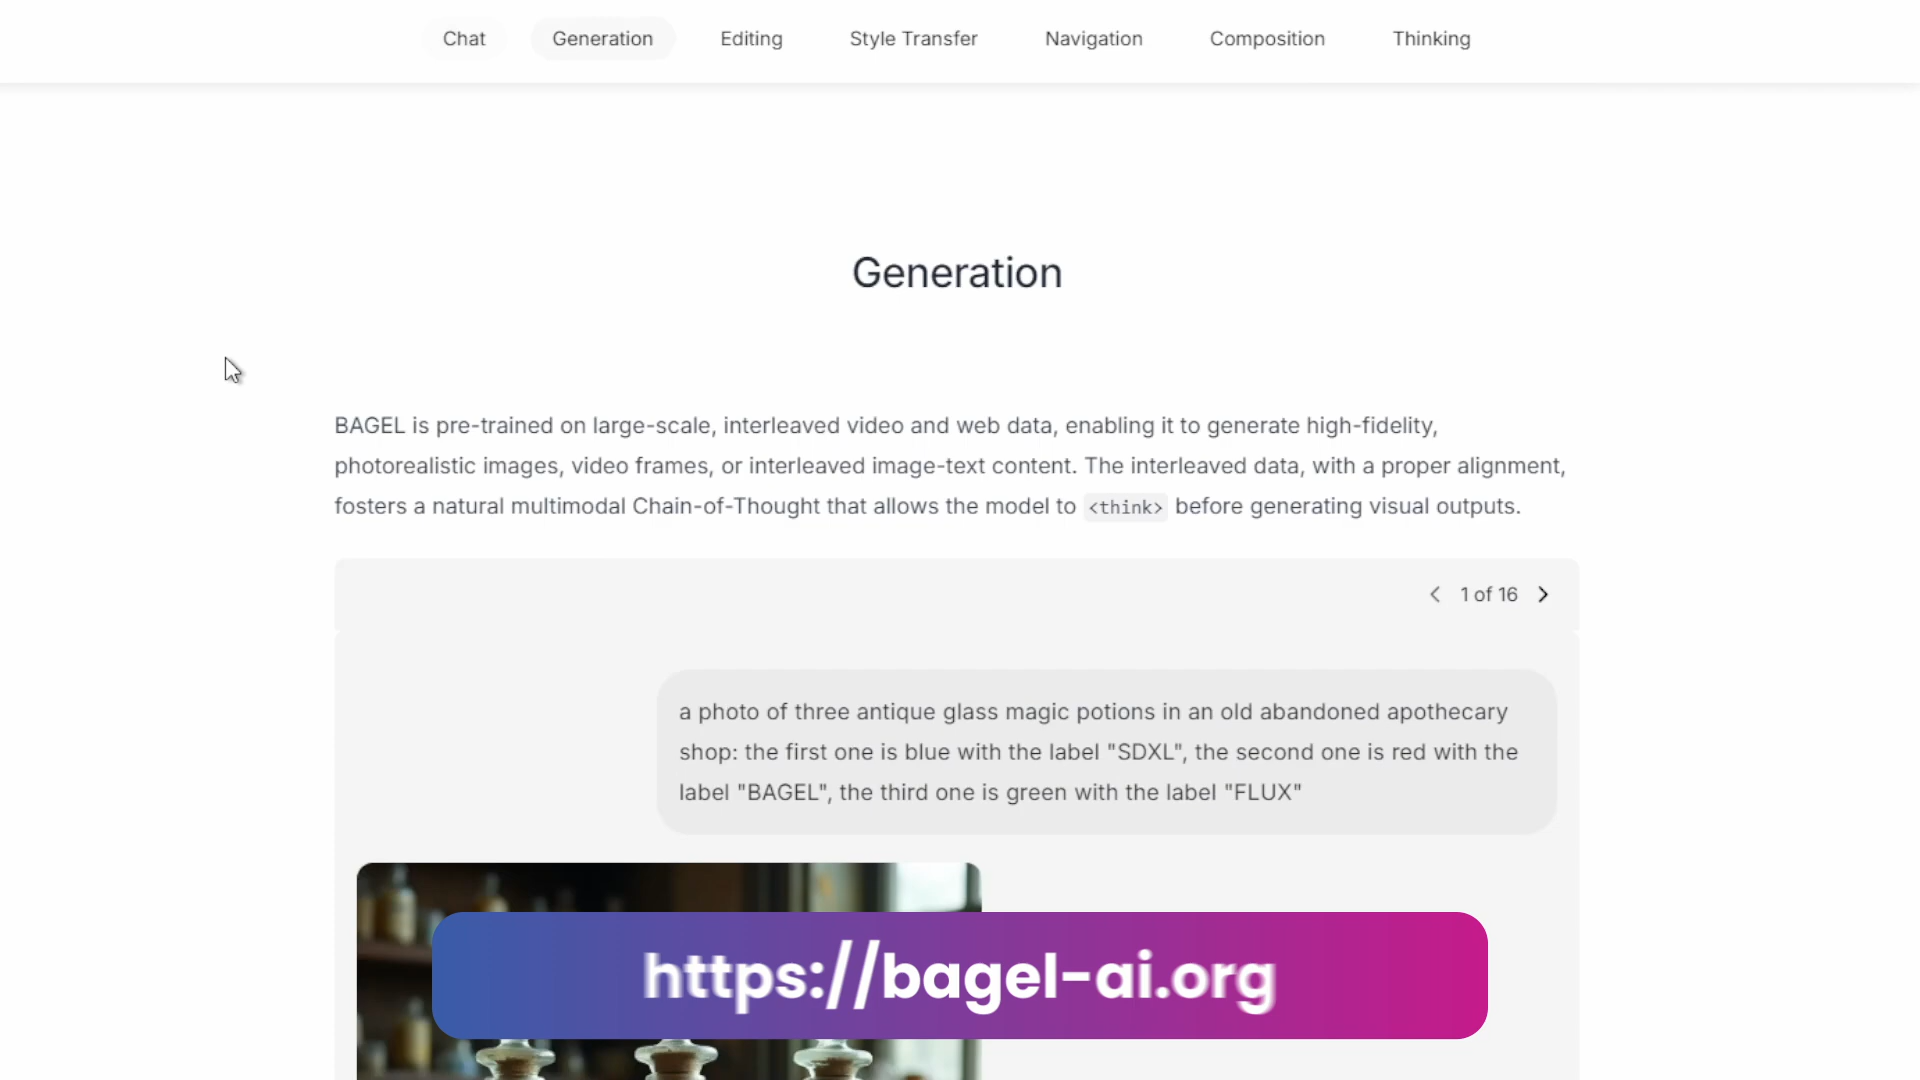 Chat Generation Editing Style Transfer Navigation Composition Thinking
Generation
BAGEL is pre-trained on large-scale, interleaved video and web data, enabling it to generate high-fidelity,
photorealistic images, video frames, or interleaved image-text content. The interleaved data, with a proper alignment,
fosters a natural multimodal Chain-of-Thought that allows the model to <think> before generating visual outputs.
1 of 16
a photo of three antique glass magic potions in an old abandoned apothecary
shop: the first one is blue with the label "SDXL", the second one is red with the
label "BAGEL", the third one is green with the label "FLUX"
https://bagel-ai.org